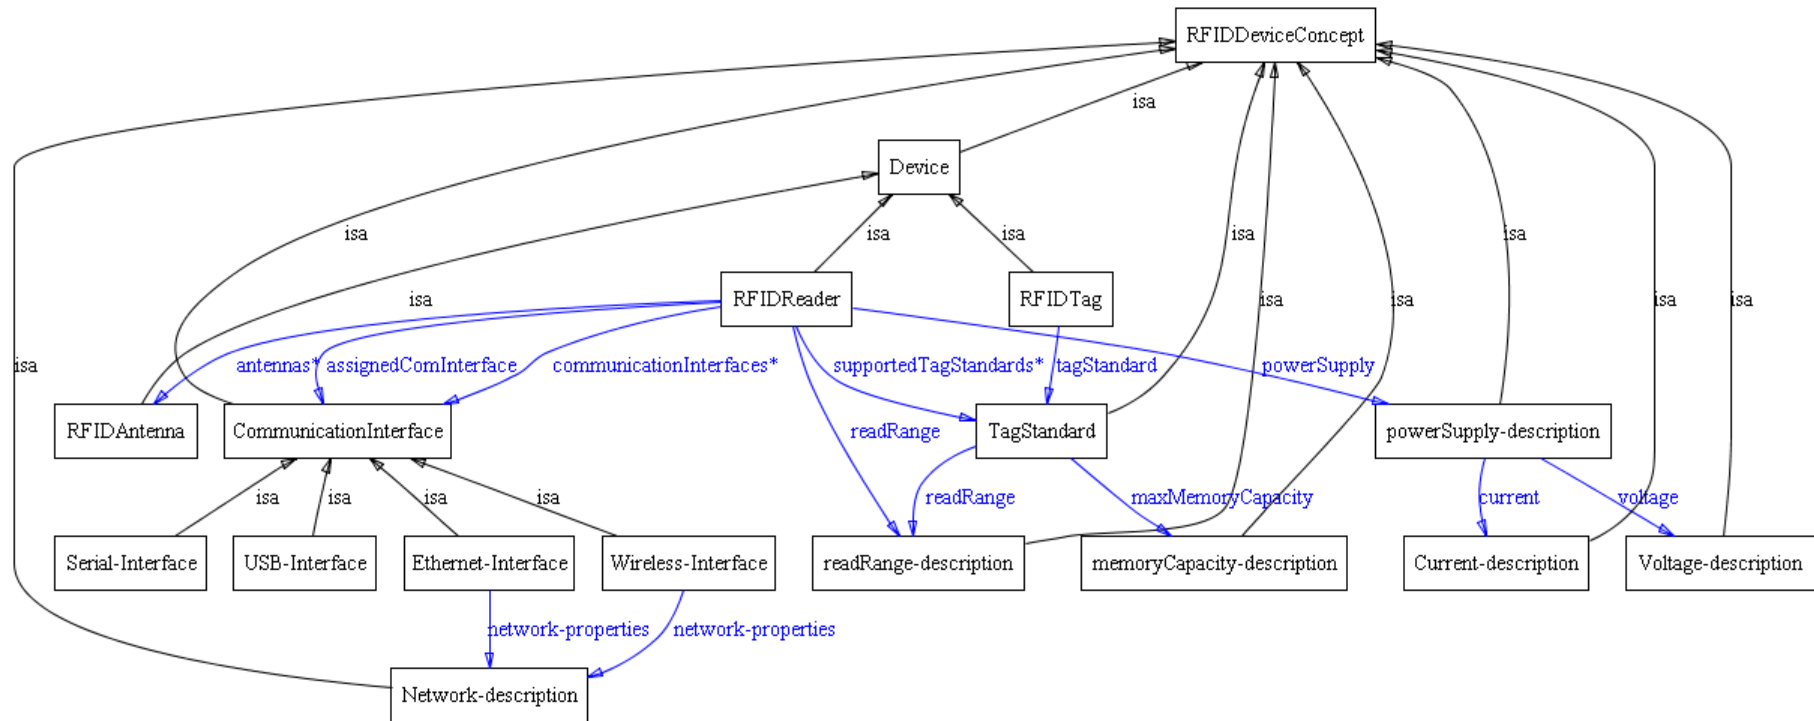 RFIDDeviceConcept
isa
Device
isa
isa
isa
isa
isa
RFIDReader
RFIDTag
isa
isa
isa
isa
isa
isa
antennas*
assignedComInterface
communicationInterfaces*
supportedTagStandards*
tagStandard
powerSupply
RFIDAntenna
CommunicationInterface
readRange
TagStandard
powerSupply-description
isa
isa
isa
isa
readRange
maxMemoryCapacity
current
voltage
Serial-Interface
USB-Interface
Ethernet-Interface
Wireless-Interface
readRange-description
memoryCapacity-description
Current-description
Voltage-description
network-properties
network-properties
Network-description